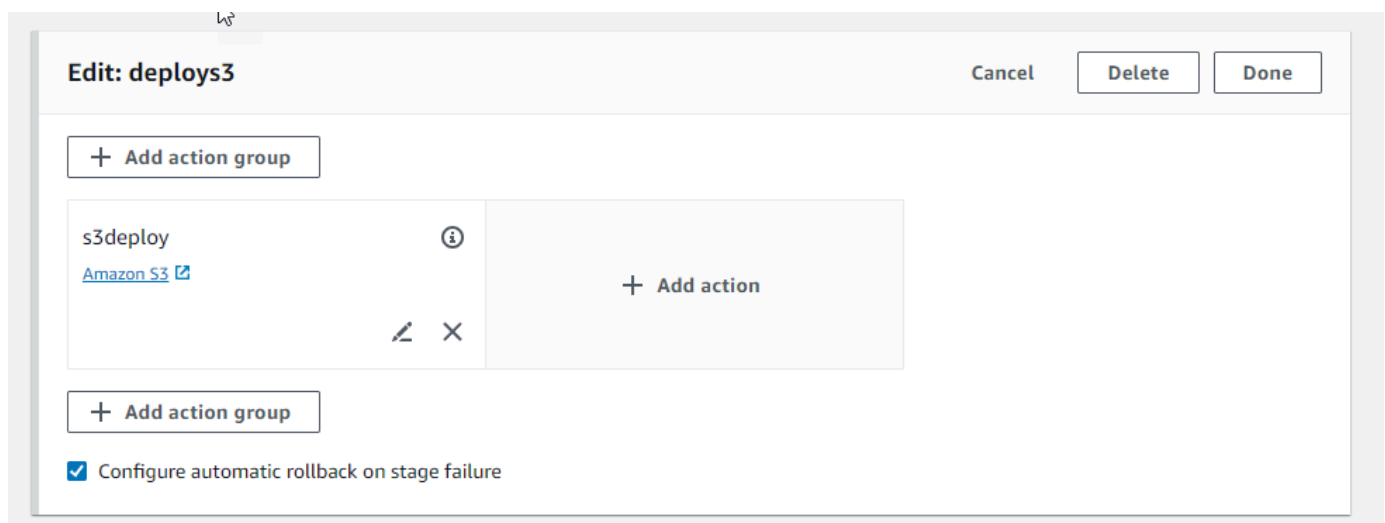 Edit: deploys3
Cancel
Delete
Done
+ Add action group
s3deploy
Amazon S3
+ Add action
+ Add action group
Configure automatic rollback on stage failure